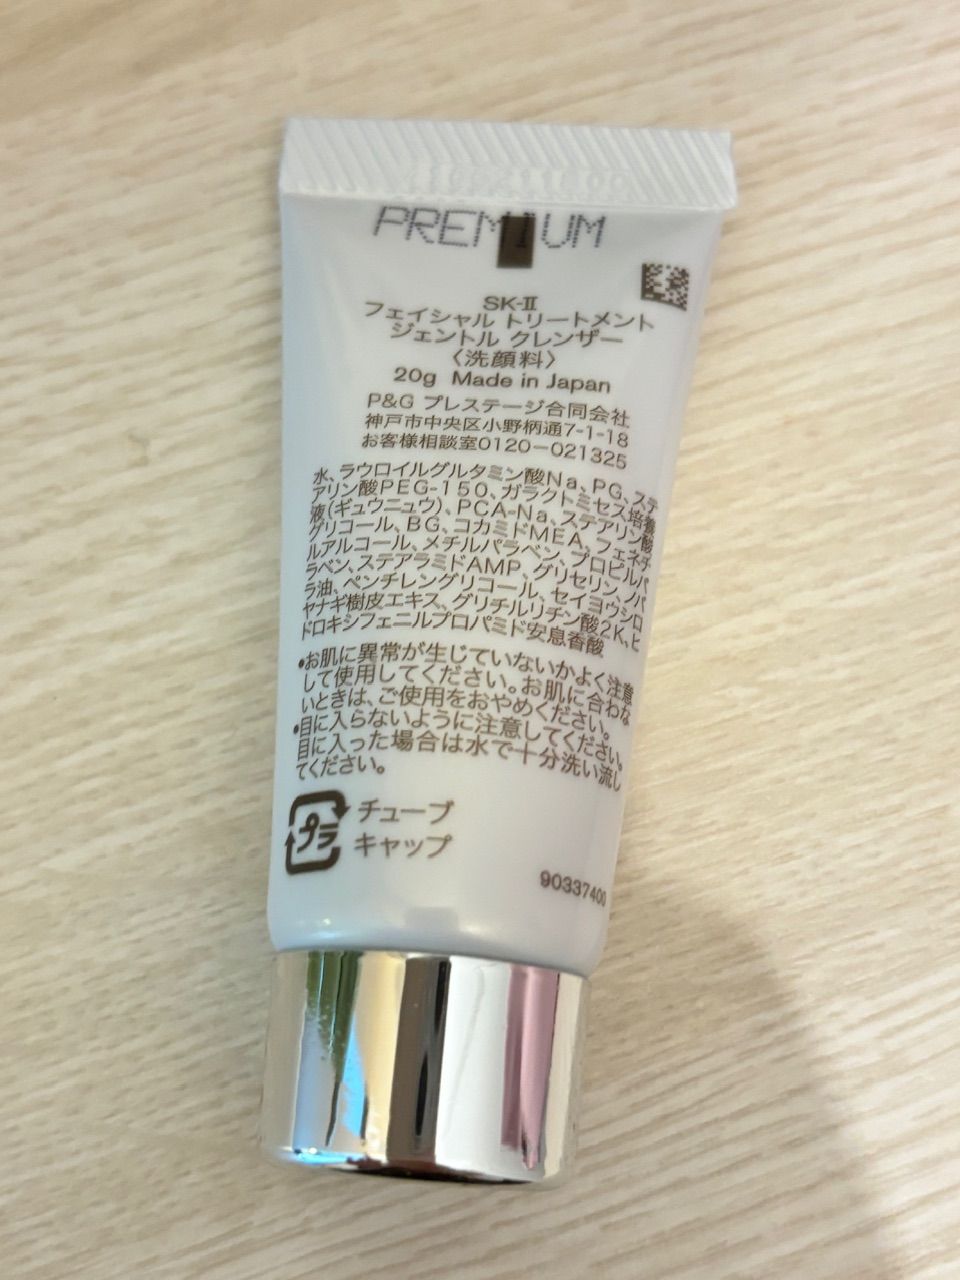 PREMIUM
SK-II
フェイシャル トリートメント
ジェントル クレンザー
〈洗顔料〉
20g Made in Japan
P&G プレステージ合同会社
神戸市中央区小野柄通7-1-18
お客様相談室0120-021325
水、ラウロイルグルタミン酸Na、PG、ステ
アリン酸PEG-150、ガラクトミセス培養
液(ギュウニュウ)、PCA-Na、ステアリン酸
グリコール、BG、コカミドMEA、フェネチ
ルアルコール、メチルパラベン、プロピルパ
ラベン、ステアラミドAMP、グリセリン、ノバ
ラ油、ペンチレングリコール、セイヨウシロ
ヤナギ樹皮エキス、グリチルリチン酸2K、ヒ
ドロキシフェニルプロパミド安息香酸
•お肌に異常が生じていないかよく注意
して使用してください。お肌に合わな
いときは、ご使用をおやめください。
•目に入らないように注意してください。
目に入った場合は水で十分洗い流し
てください。
プラ チューブ
キャップ
90337400